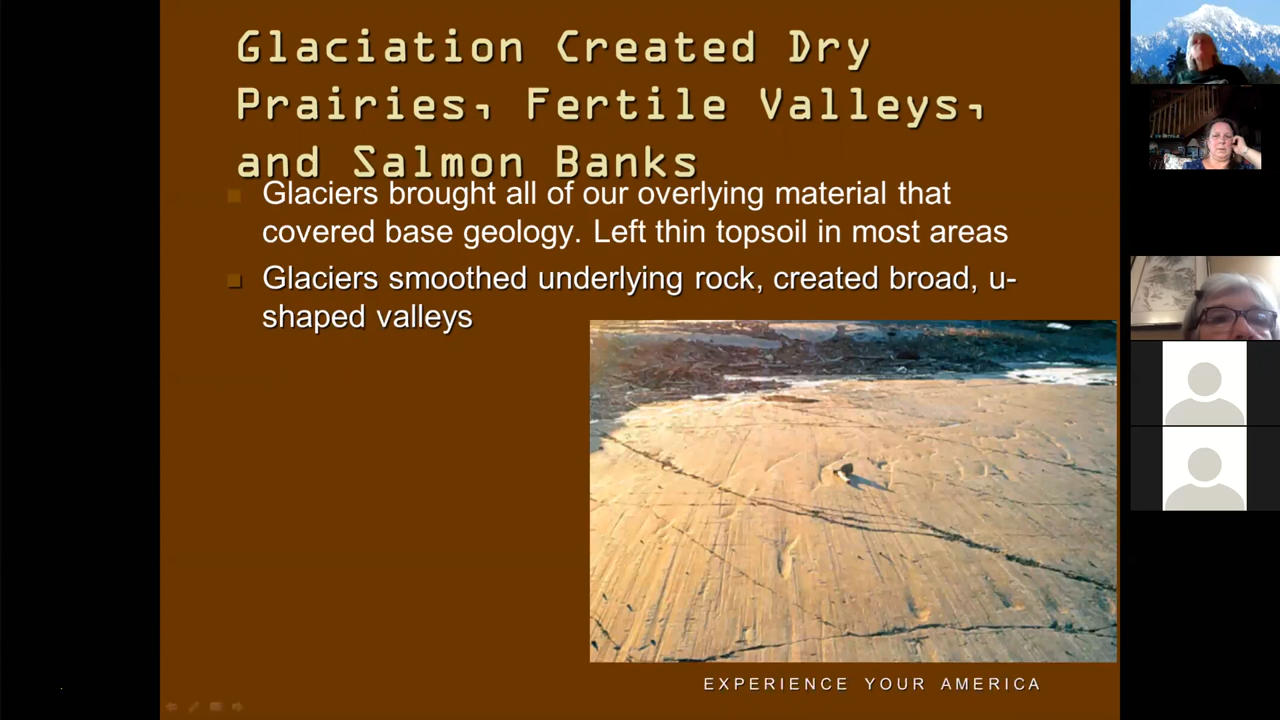 Glaciation Created Dry
Prairies, Fertile Valleys,
and Salmon Banks
Glaciers brought all of our overlying material that
covered base geology. Left thin topsoil in most areas
Glaciers smoothed underlying rock, created broad, u-
shaped valleys
EXPERIENCE YOUR AMERICA